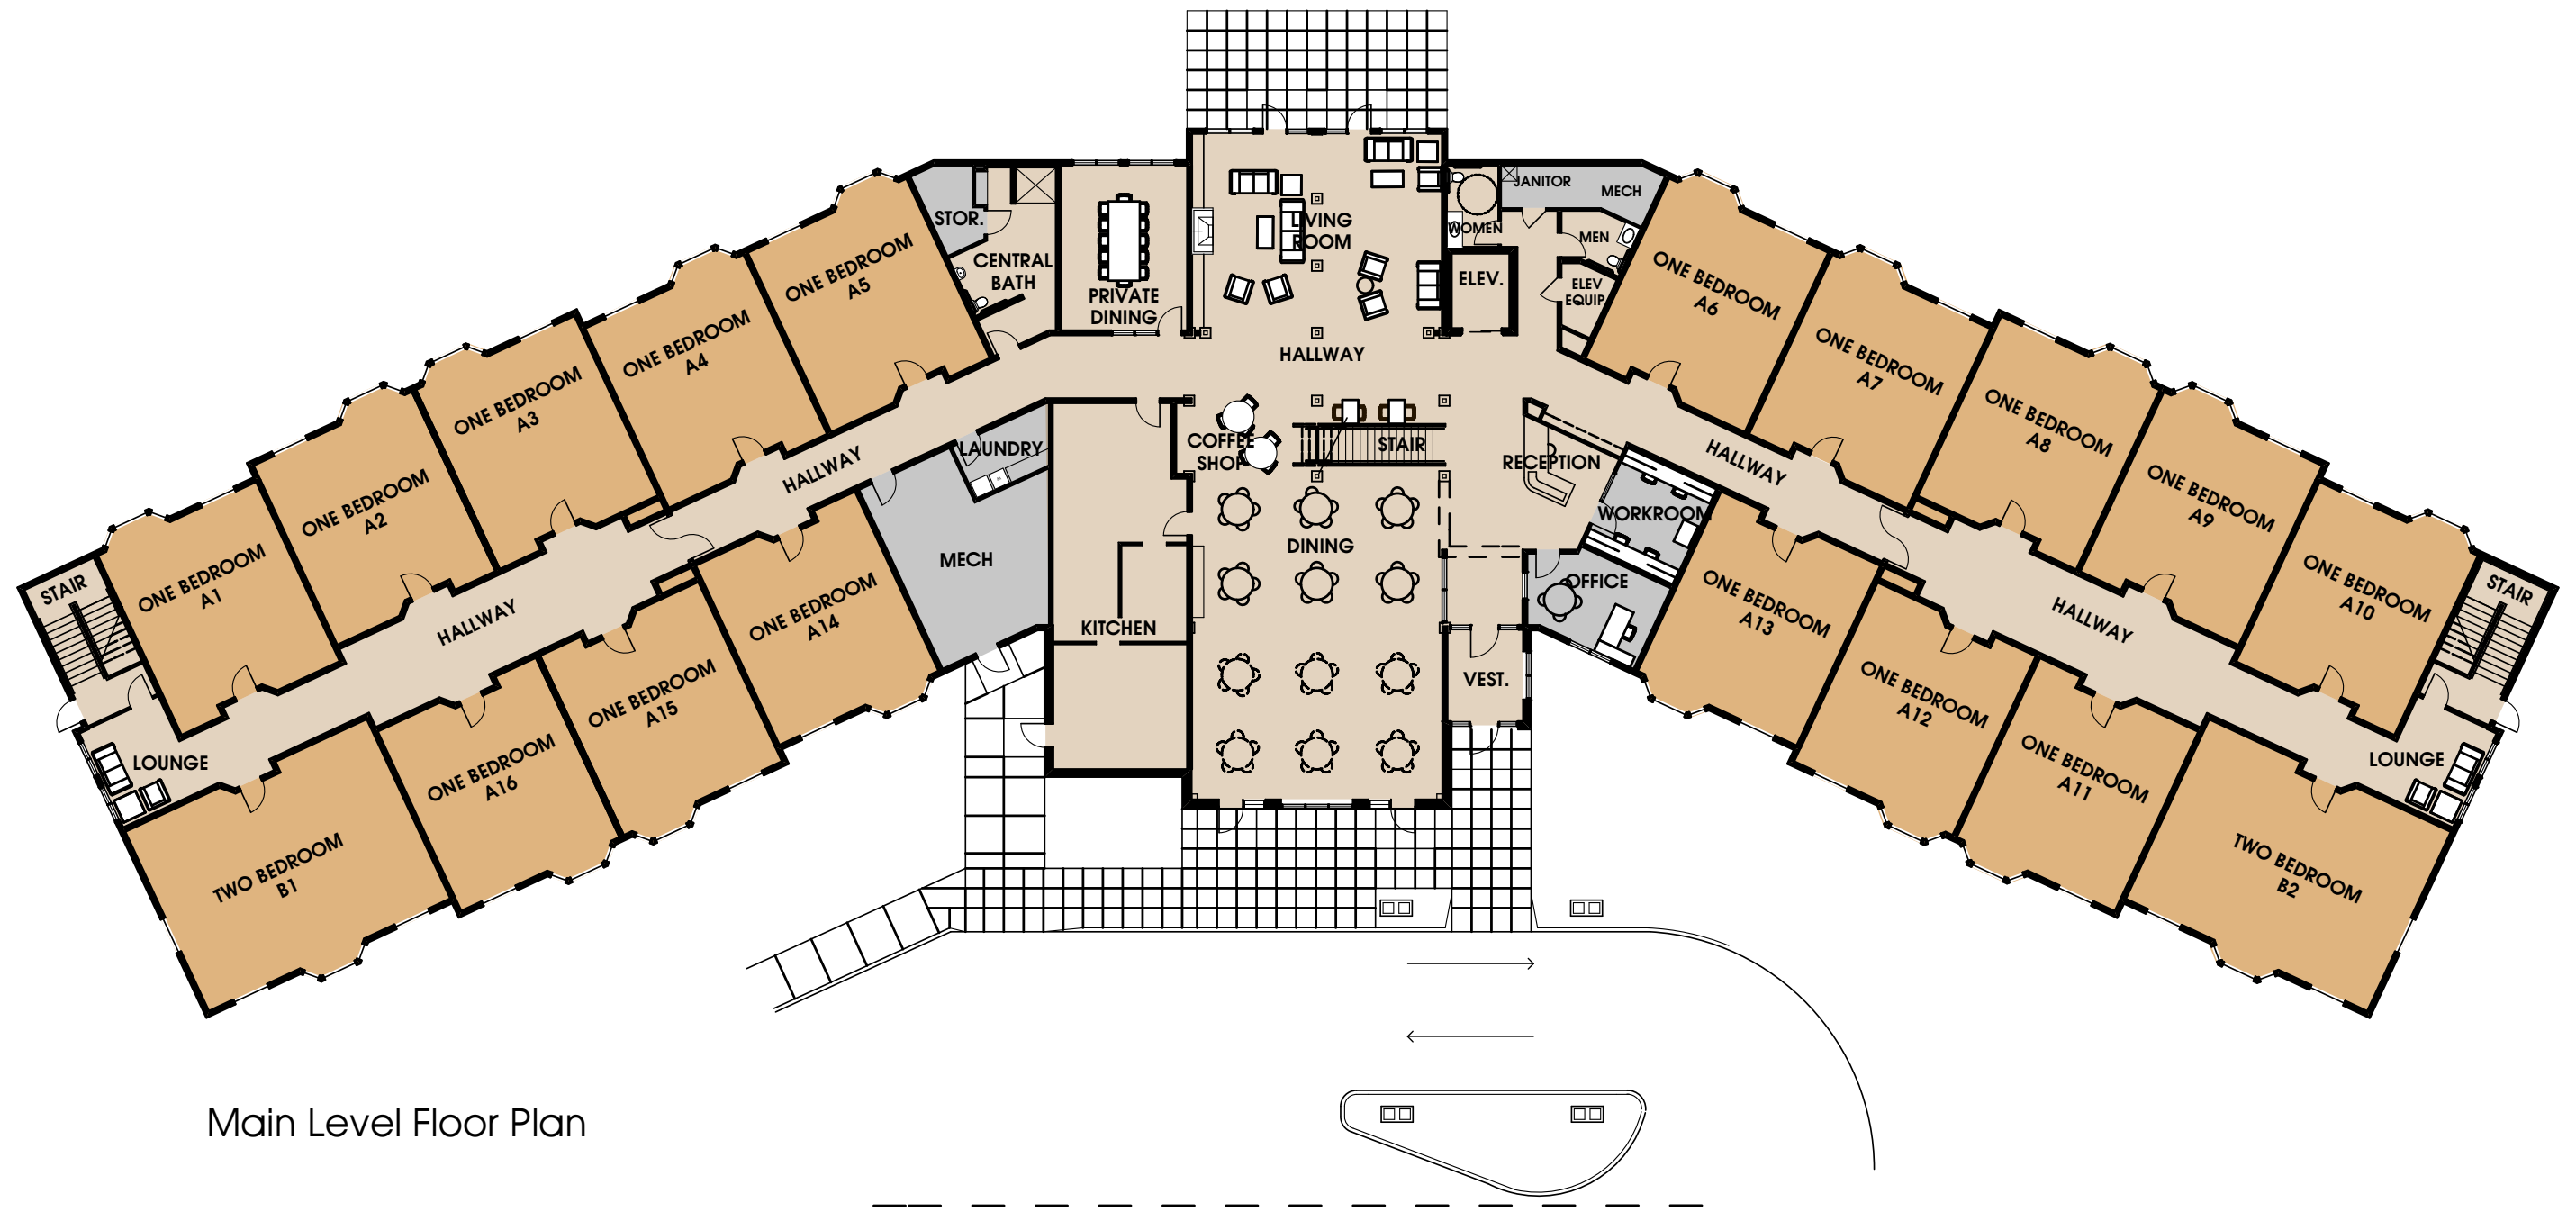 STOR.
CENTRAL
BATH
PRIVATE
DINING
LIVING
ROOM
WOMEN
JANITOR
MECH
MEN
ELEV.
ELEV
EQUIP
HALLWAY
ONE BEDROOM
A5
ONE BEDROOM
A4
ONE BEDROOM
A3
ONE BEDROOM
A2
ONE BEDROOM
A1
STAIR
ONE BEDROOM
A6
ONE BEDROOM
A7
ONE BEDROOM
A8
ONE BEDROOM
A9
ONE BEDROOM
A10
STAIR
HALLWAY
HALLWAY
LAUNDRY
MECH
COFFEE
SHOP
STAIR
RECEPTION
HALLWAY
HALLWAY
WORKROOM
OFFICE
DINING
KITCHEN
VEST.
LOUNGE
TWO BEDROOM
B1
ONE BEDROOM
A16
ONE BEDROOM
A15
ONE BEDROOM
A14
ONE BEDROOM
A13
ONE BEDROOM
A12
ONE BEDROOM
A11
TWO BEDROOM
B2
LOUNGE
Main Level Floor Plan